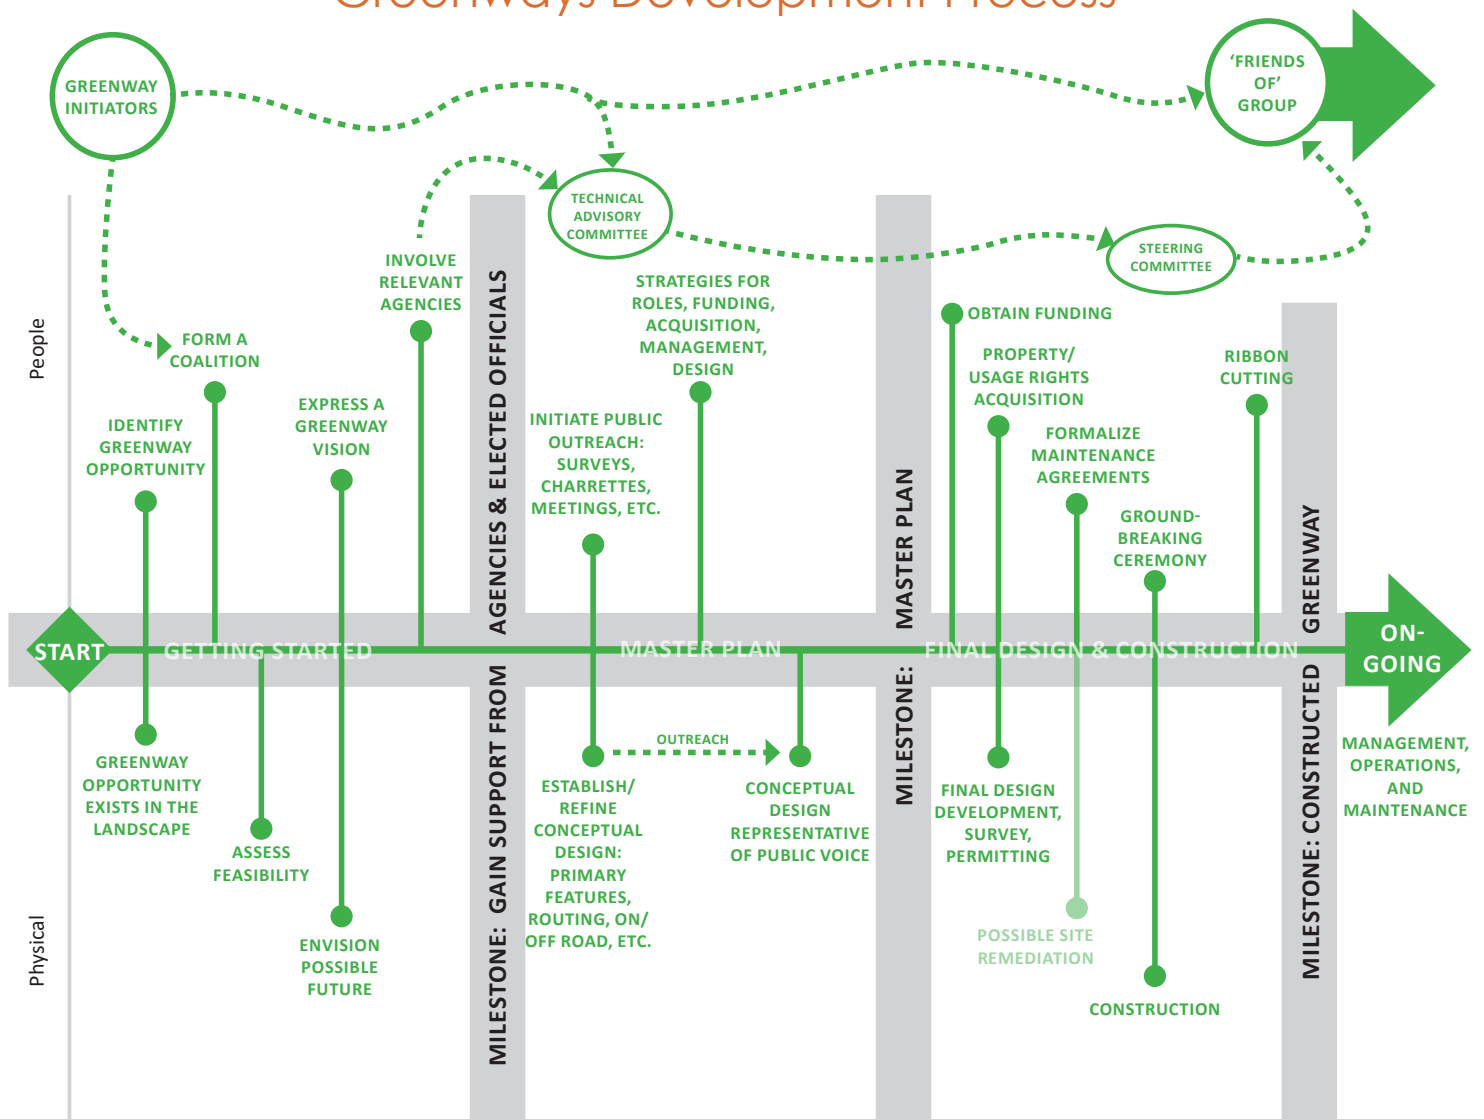 Greenways Development Process
GREENWAY
INITIATORS
'FRIENDS
OF'
GROUP
TECHNICAL
ADVISORY
COMMITTEE
STEERING
COMMITTEE
People
Physical
IDENTIFY
GREENWAY
OPPORTUNITY
FORM A
COALITION
EXPRESS A
GREENWAY
VISION
INVOLVE
RELEVANT
AGENCIES
START
GETTING STARTED
GREENWAY
OPPORTUNITY
EXISTS IN THE
LANDSCAPE
ASSESS
FEASIBILITY
ENVISION
POSSIBLE
FUTURE
MILESTONE: GAIN SUPPORT FROM AGENCIES & ELECTED OFFICIALS
INITIATE PUBLIC
OUTREACH:
SURVEYS,
CHARRETTES,
MEETINGS, ETC.
STRATEGIES FOR
ROLES, FUNDING,
ACQUISITION,
MANAGEMENT,
DESIGN
MASTER PLAN
OUTREACH
ESTABLISH/
REFINE
CONCEPTUAL
DESIGN:
PRIMARY
FEATURES,
ROUTING, ON/
OFF ROAD, ETC.
CONCEPTUAL
DESIGN
REPRESENTATIVE
OF PUBLIC VOICE
MILESTONE: MASTER PLAN
OBTAIN FUNDING
PROPERTY/
USAGE RIGHTS
ACQUISITION
FORMALIZE
MAINTENANCE
AGREEMENTS
GROUND-
BREAKING
CEREMONY
RIBBON
CUTTING
FINAL DESIGN & CONSTRUCTION
FINAL DESIGN
DEVELOPMENT,
SURVEY,
PERMITTING
POSSIBLE SITE
REMEDIATION
CONSTRUCTION
MILESTONE: CONSTRUCTED GREENWAY
ON-
GOING
MANAGEMENT,
OPERATIONS,
AND
MAINTENANCE